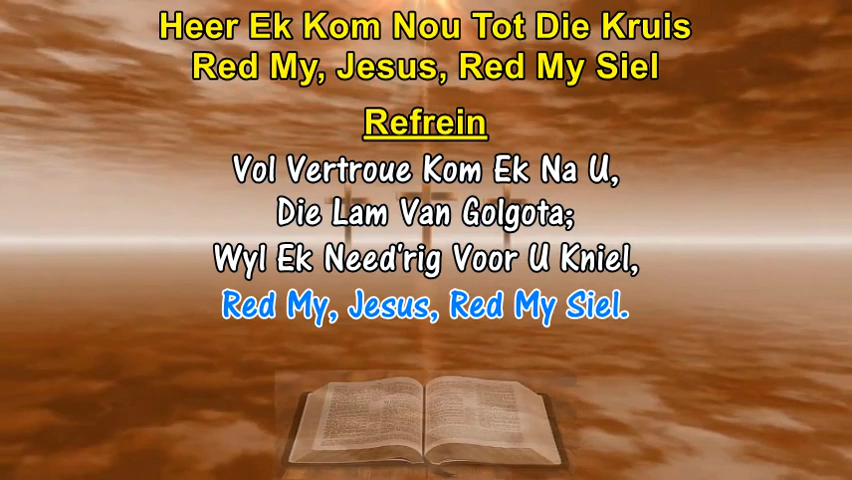 Heer Ek Kom Nou Tot Die Kruis
Red My, Jesus, Red My Siel
Refrein
Vol Vertroue Kom Ek Na U,
Die Lam Van Golgota;
Wyl Ek Need'rig Voor U Kniel,
Red My, Jesus, Red My Siel.